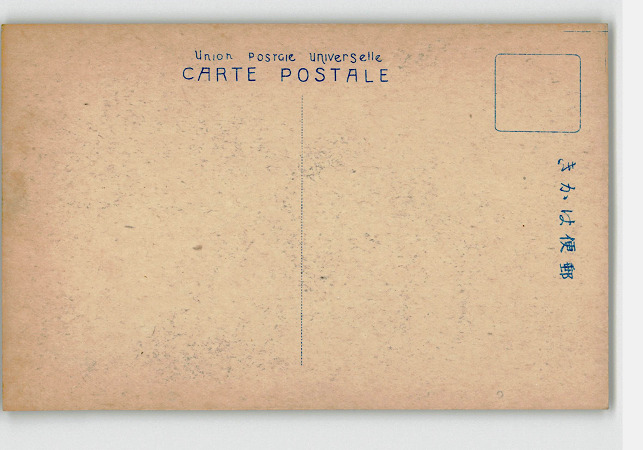 Union Postale Universelle
CARTE POSTALE
きかは便郵